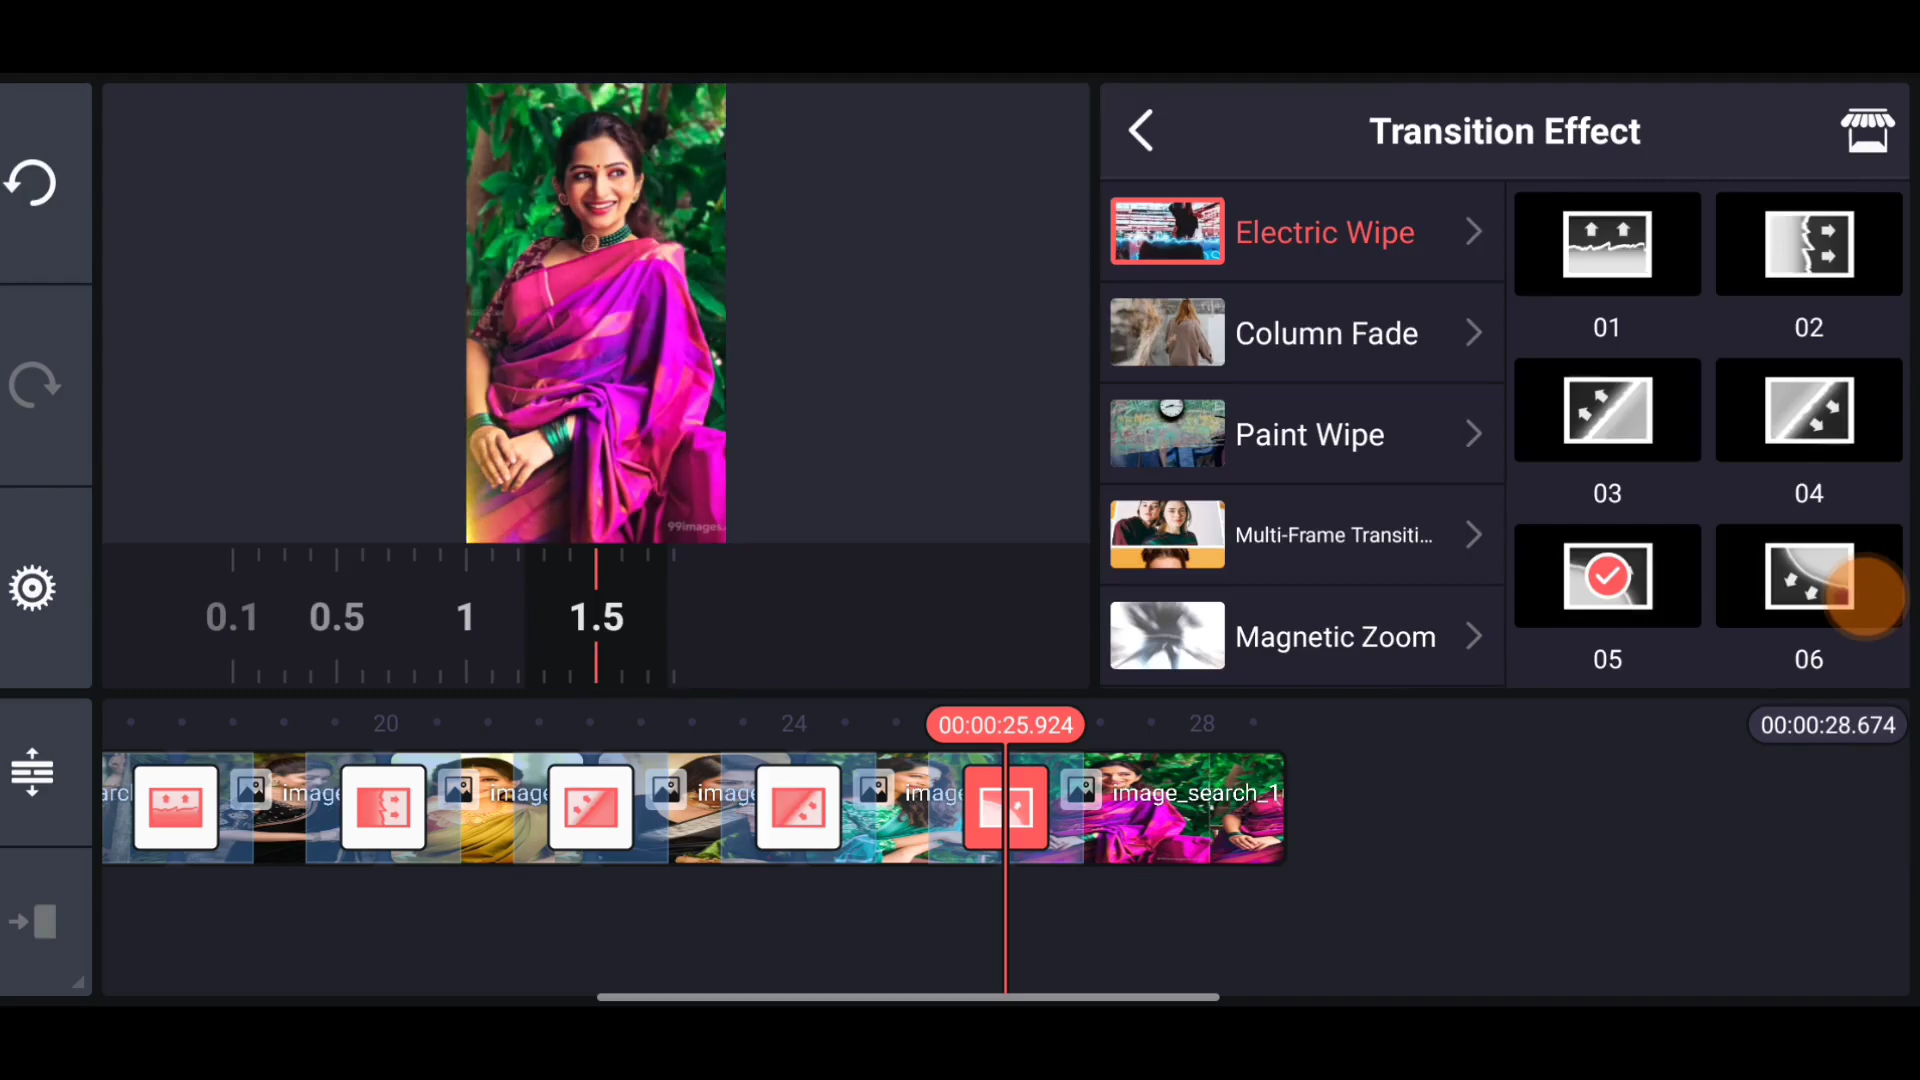 Transition Effect
Electric Wipe
Column Fade
Paint Wipe
Multi-Frame Transiti...
Magnetic Zoom
01
02
03
04
05
06
99images.
0.1
0.5
1
1.5
20
24
00:00:25.924
28
00:00:28.674
arcl
image
image
image
image
image_search_1